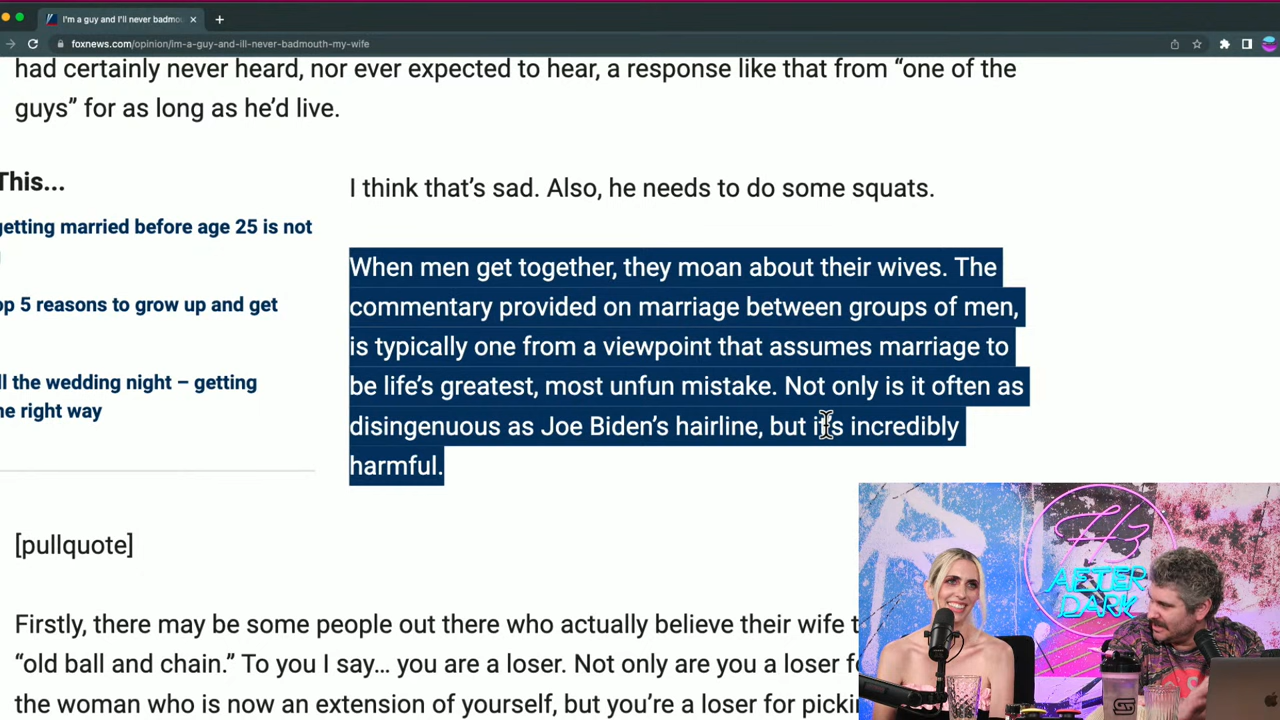 I'm a guy and I'll never badmou
foxnews.com/opinion/im-a-guy-and-ill-never-badmouth-my-wife
had certainly never heard, nor ever expected to hear, a response like that from “one of the
guys” for as long as he’d live.
This...
getting married before age 25 is not
op 5 reasons to grow up and get
ll the wedding night – getting
he right way
I think that’s sad. Also, he needs to do some squats.
When men get together, they moan about their wives. The
commentary provided on marriage between groups of men,
is typically one from a viewpoint that assumes marriage to
be life’s greatest, most unfun mistake. Not only is it often as
disingenuous as Joe Biden’s hairline, but it’s incredibly
harmful.
[pullquote]
Firstly, there may be some people out there who actually believe their wife t
“old ball and chain.” To you I say… you are a loser. Not only are you a loser fo
the woman who is now an extension of yourself, but you’re a loser for pickin
H3
AFTER
DARK